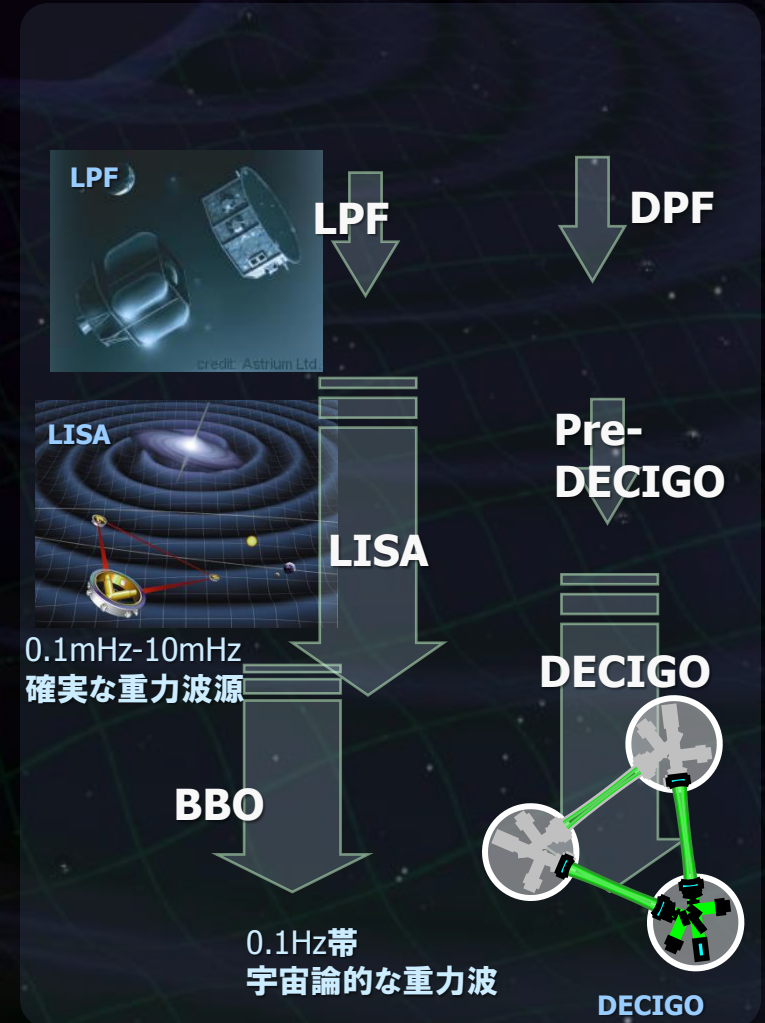 LPF
LPF
DPF
credit: Astrium Ltd.
LISA
Pre-
DECIGO
LISA
0.1mHz-10mHz
確実な重力波源
DECIGO
BBO
0.1Hz帯
宇宙論的な重力波
DECIGO